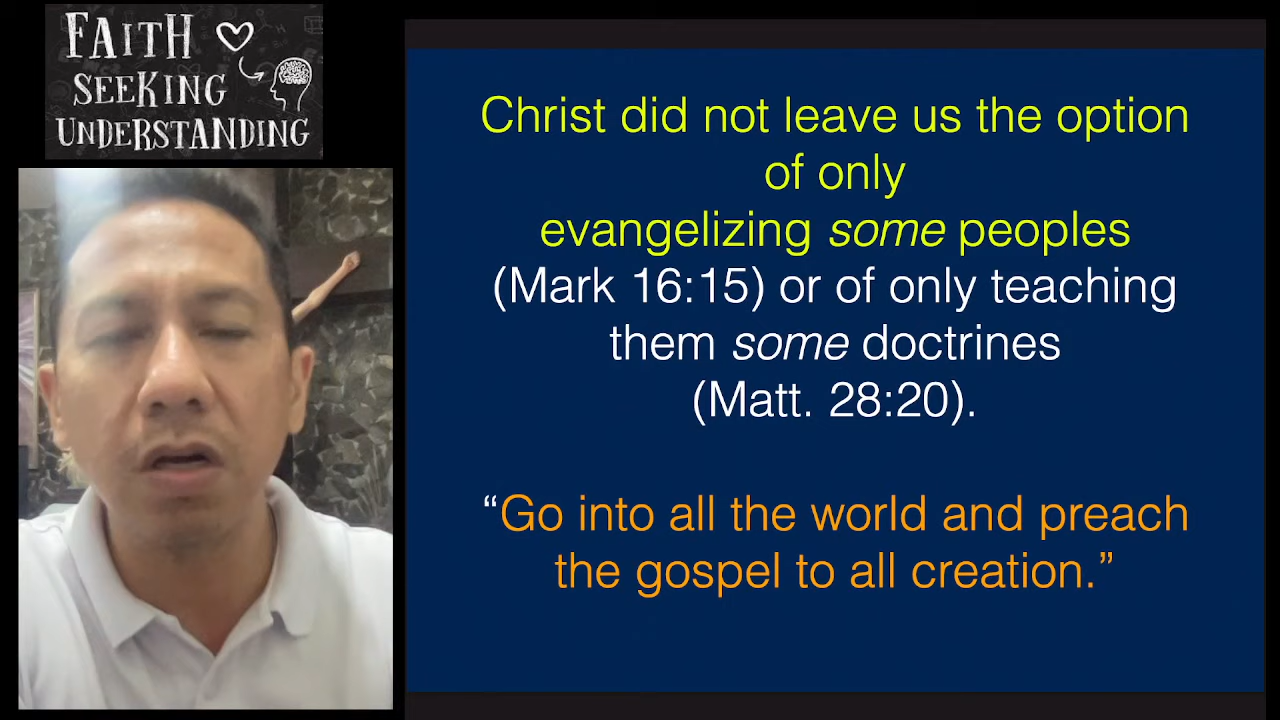 FAITH
SEEKING
UNDERSTANDING
Christ did not leave us the option
of only
evangelizing some peoples
(Mark 16:15) or of only teaching
them some doctrines
(Matt. 28:20).
“Go into all the world and preach
the gospel to all creation.”